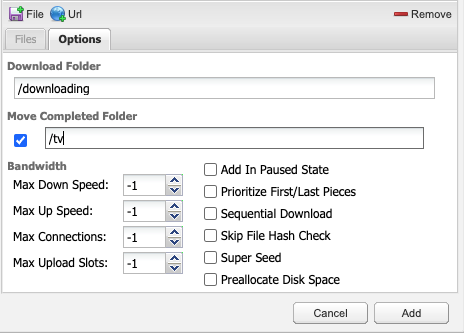 File Url Remove
Files Options
Download Folder
/downloading
Move Completed Folder
/tv
Bandwidth
Max Down Speed: -1
Max Up Speed: -1
Max Connections: -1
Max Upload Slots: -1
Add In Paused State
Prioritize First/Last Pieces
Sequential Download
Skip File Hash Check
Super Seed
Preallocate Disk Space
Cancel Add